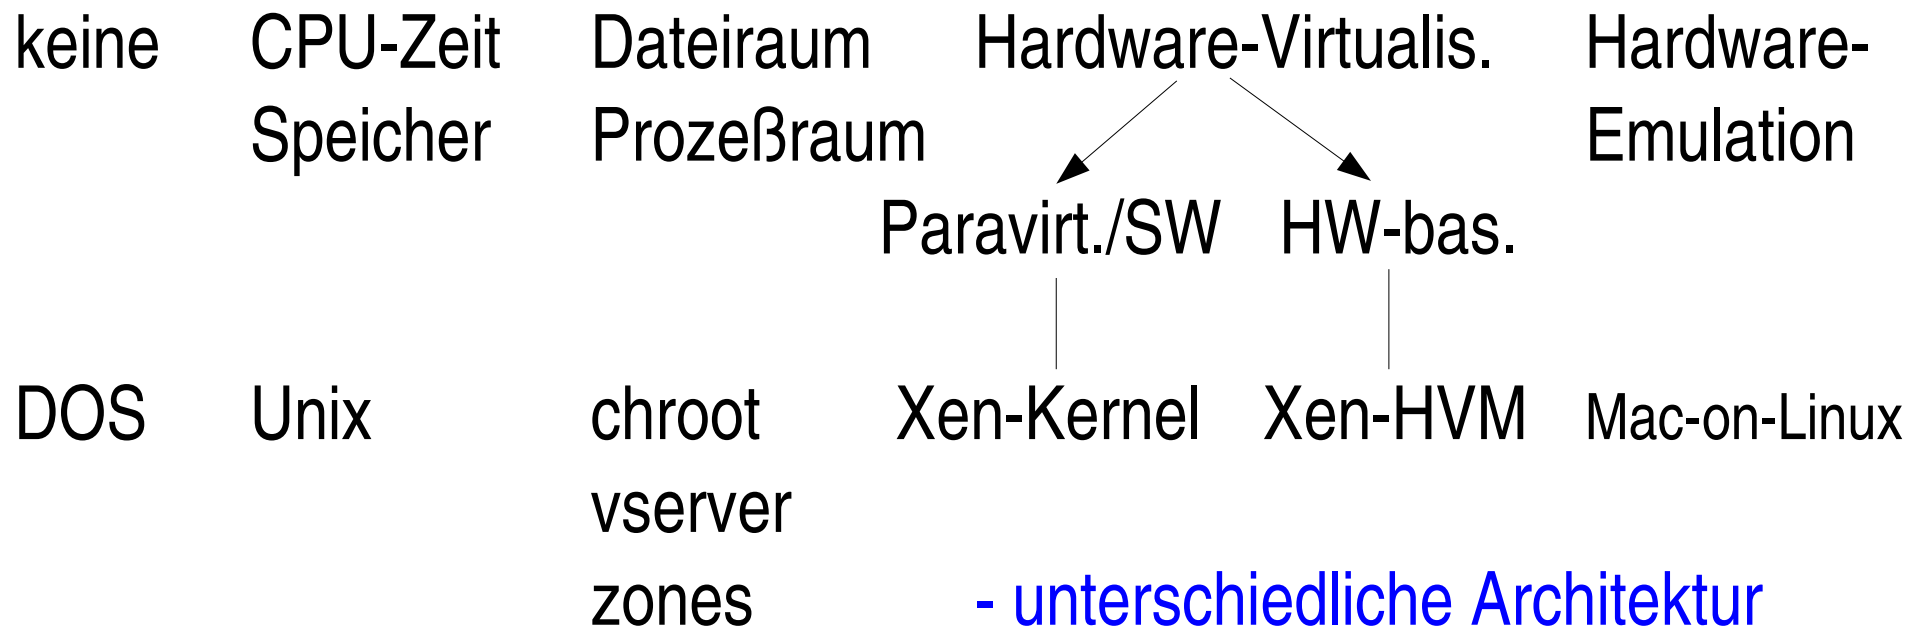 keine CPU-Zeit Dateiraum Hardware-Virtualis. Hardware-
Speicher Prozeßraum Emulation
Paravirt./SW HW-bas.
DOS Unix chroot Xen-Kernel Xen-HVM Mac-on-Linux
vserver
zones - unterschiedliche Architektur